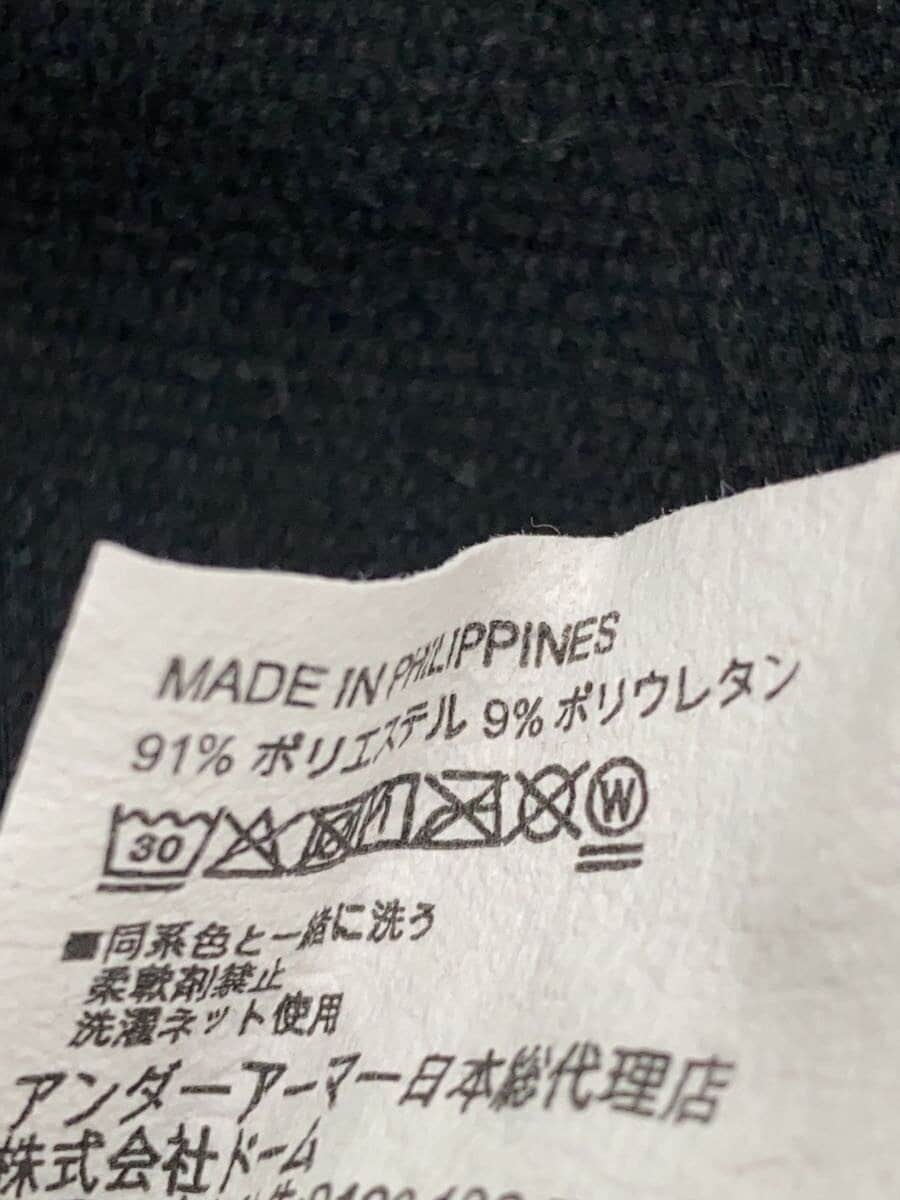 MADE IN PHILIPPINES
91% ポリエステル 9% ポリウレタン
30 W
■同系色と一緒に洗う
柔軟剤禁止
洗濯ネット使用
アンダーアーマー日本総代理店
株式会社ドーム